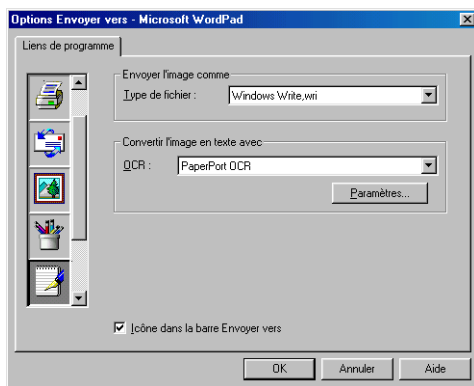 Options Envoyer vers - Microsoft WordPad
Liens de programme
Envoyer l'image comme
Type de fichier : Windows Write,wri
Convertir l'image en texte avec
OCR : PaperPort OCR
Paramètres...
Icône dans la barre Envoyer vers
OK Annuler Aide